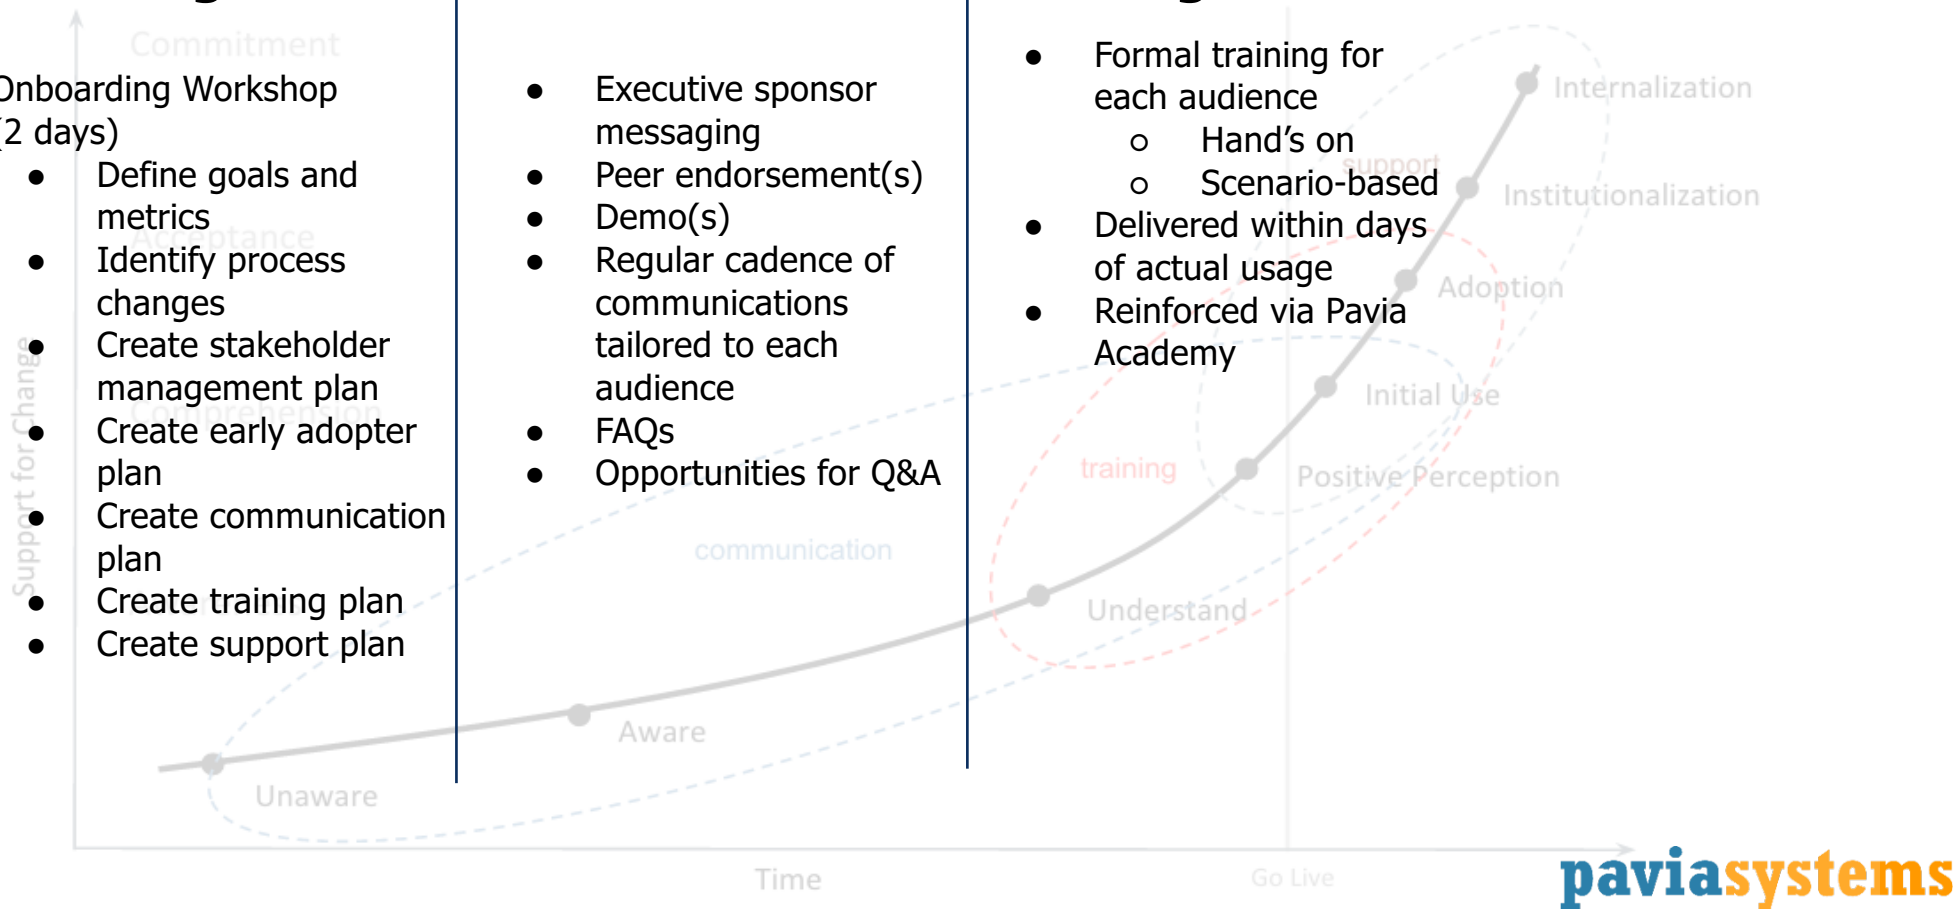 Onboarding Workshop
(2 days)
● Define goals and
metrics
● Identify process
changes
● Create stakeholder
management plan
● Create early adopter
plan
● Create communication
plan
● Create training plan
● Create support plan
● Executive sponsor
messaging
● Peer endorsement(s)
● Demo(s)
● Regular cadence of
communications
tailored to each
audience
● FAQs
● Opportunities for Q&A
● Formal training for
each audience
○ Hand’s on
○ Scenario-based
● Delivered within days
of actual usage
● Reinforced via Pavia
Academy
Commitment
Acceptance
Comprehension
Support for Change
communication
training
support
Internalization
Institutionalization
Adoption
Initial Use
Positive Perception
Understand
Aware
Unaware
Time
Go Live
paviasystems